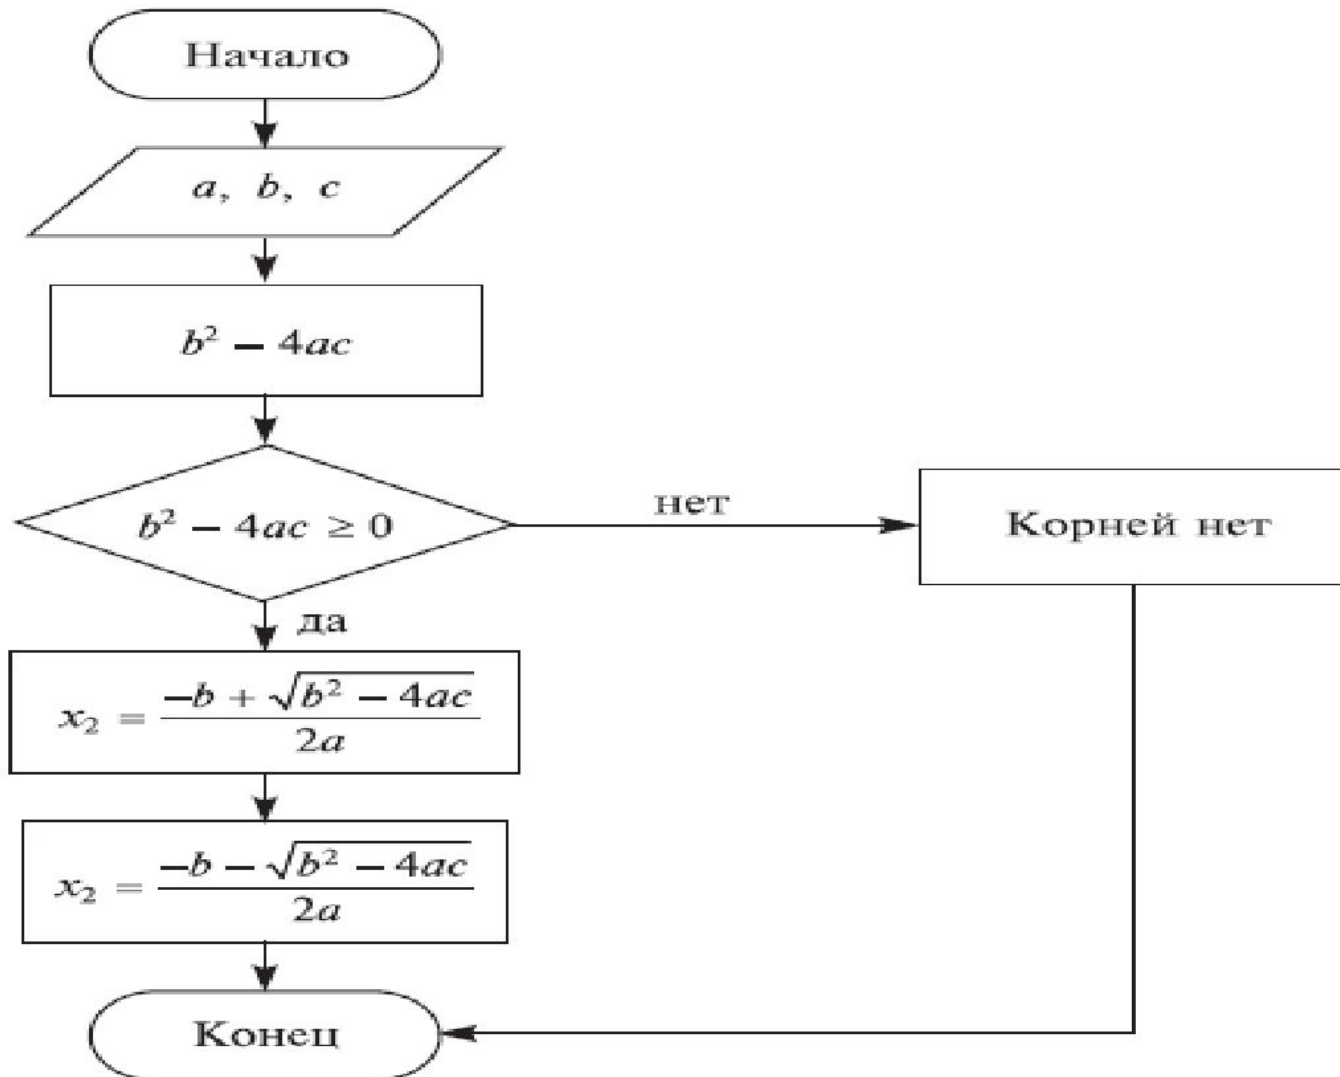 Начало
a, b, c
b² − 4ac
b² − 4ac ≥ 0
нет
Корней нет
да
x₂ = (−b + √(b² − 4ac)) / 2a
x₂ = (−b − √(b² − 4ac)) / 2a
Конец